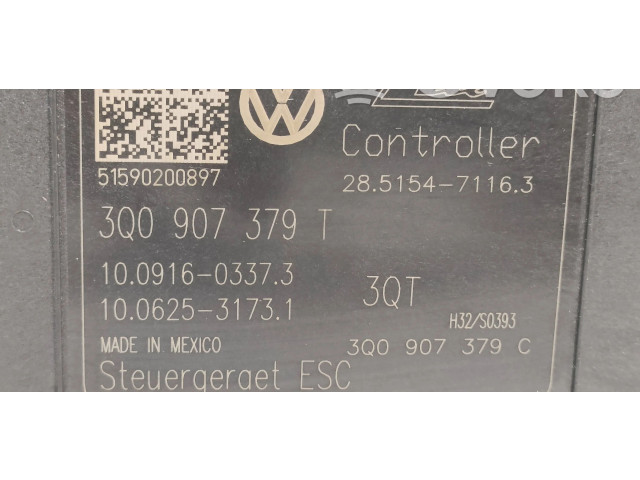 Controller
51590200897
28.5154-7116.3
3Q0 907 379 T
10.0916-0337.3
3QT
10.0625-3173.1
H32/S0393
MADE IN MEXICO
3Q0 907 379 C
Steuergeraet ESC